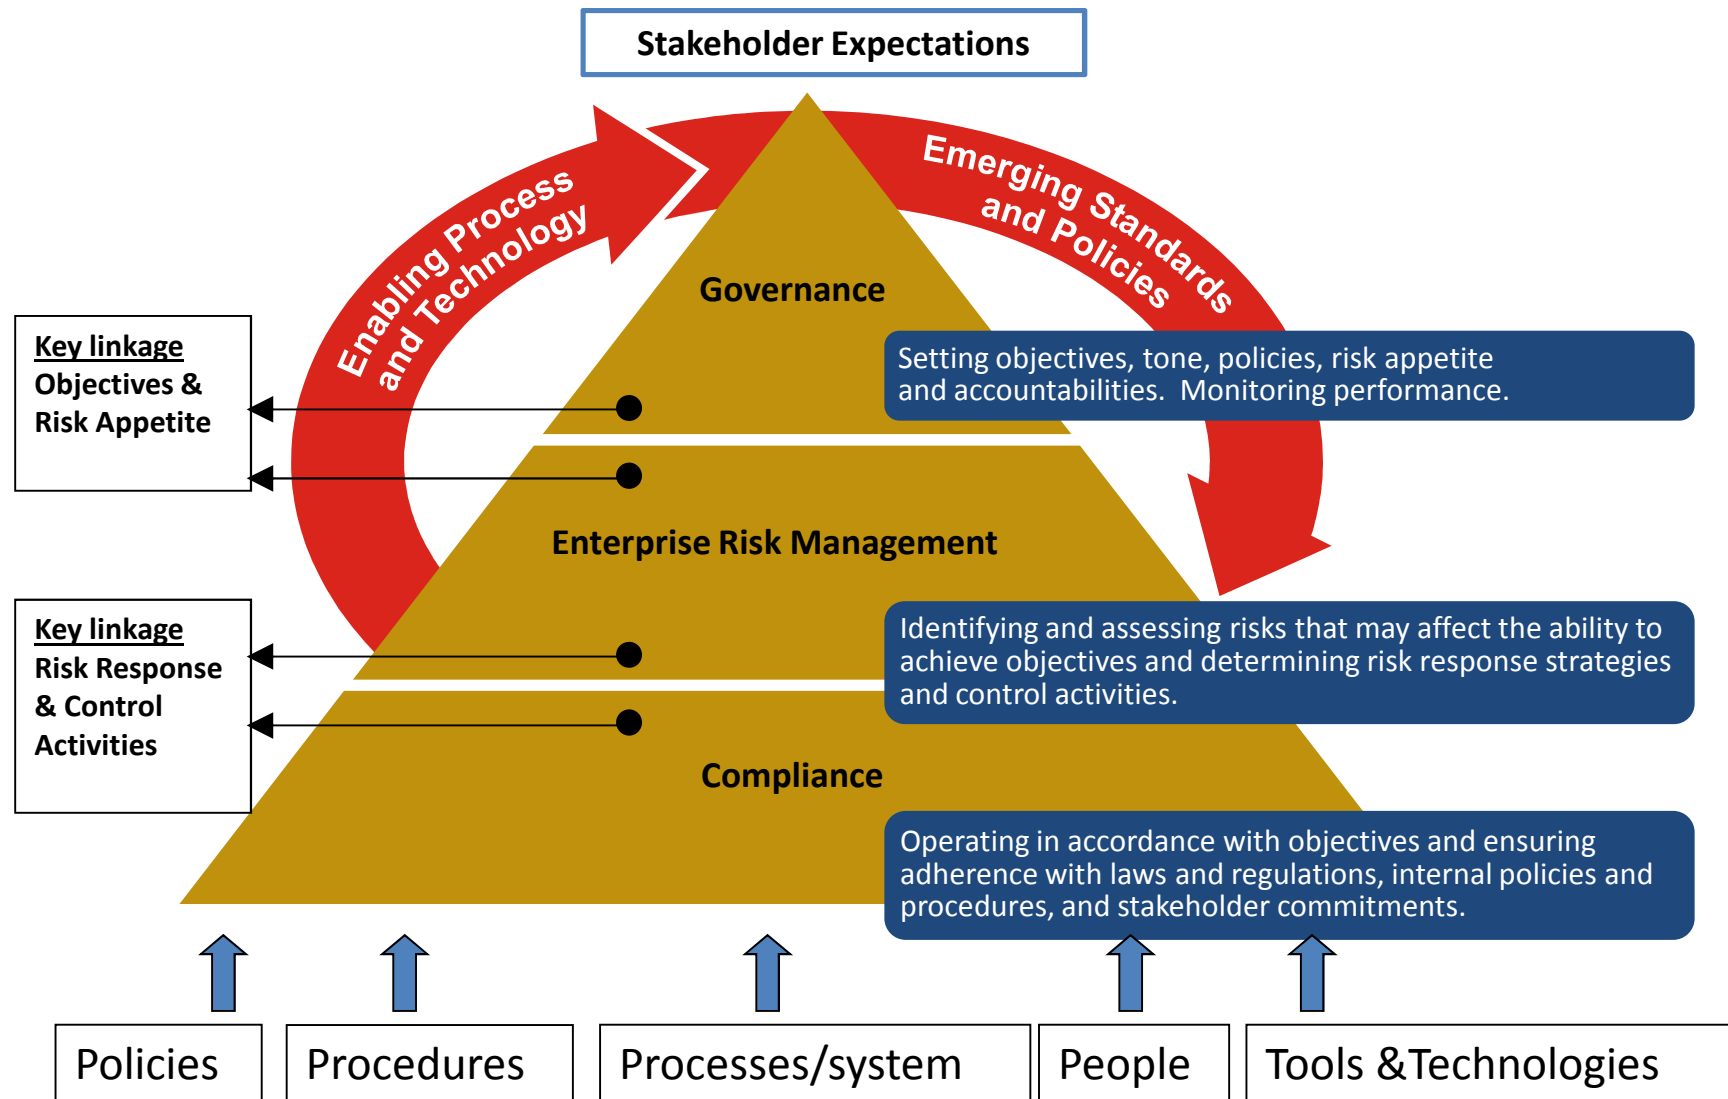 Stakeholder Expectations
Enabling Process
and Technology
Emerging Standards
and Policies
Governance
Key linkage
Objectives &
Risk Appetite
Setting objectives, tone, policies, risk appetite
and accountabilities.  Monitoring performance.
Enterprise Risk Management
Key linkage
Risk Response
& Control
Activities
Identifying and assessing risks that may affect the ability to
achieve objectives and determining risk response strategies
and control activities.
Compliance
Operating in accordance with objectives and ensuring
adherence with laws and regulations, internal policies and
procedures, and stakeholder commitments.
Policies
Procedures
Processes/system
People
Tools &Technologies